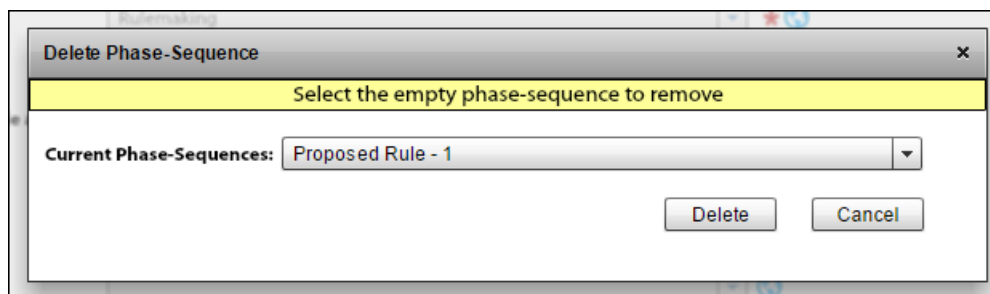 Rulemaking
Delete Phase-Sequence
Select the empty phase-sequence to remove
Current Phase-Sequences: Proposed Rule - 1
Delete Cancel